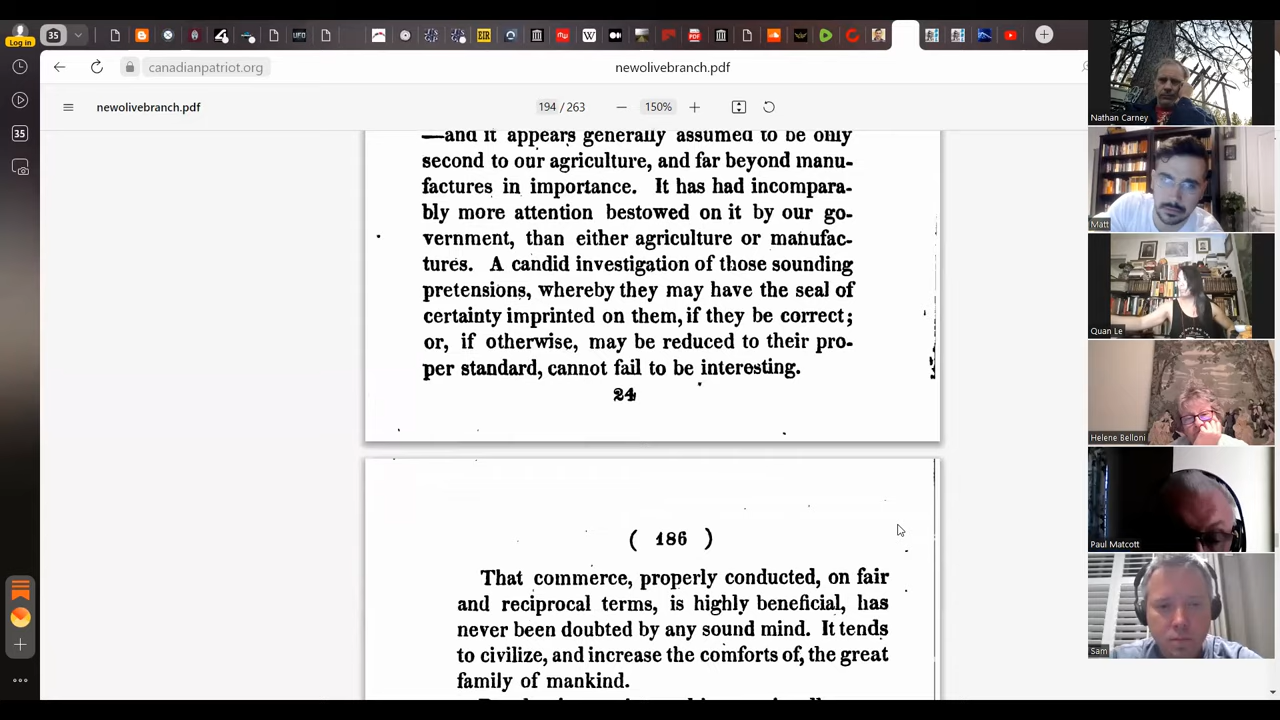 35
newolivebranch.pdf
canadianpatriot.org
Log in
newolivebranch.pdf
194 / 263
150%
35
—and it appears generally assumed to be only
second to our agriculture, and far beyond manu-
factures in importance. It has had incompara-
bly more attention bestowed on it by our go-
vernment, than either agriculture or manufac-
tures. A candid investigation of those sounding
pretensions, whereby they may have the seal of
certainty imprinted on them, if they be correct;
or, if otherwise, may be reduced to their pro-
per standard, cannot fail to be interesting.
24
( 186 )
That commerce, properly conducted, on fair
and reciprocal terms, is highly beneficial, has
never been doubted by any sound mind. It tends
to civilize, and increase the comforts of, the great
family of mankind.
Nathan Carney
Matt
Quan Le
Helene Belloni
Paul Matcott
Sam